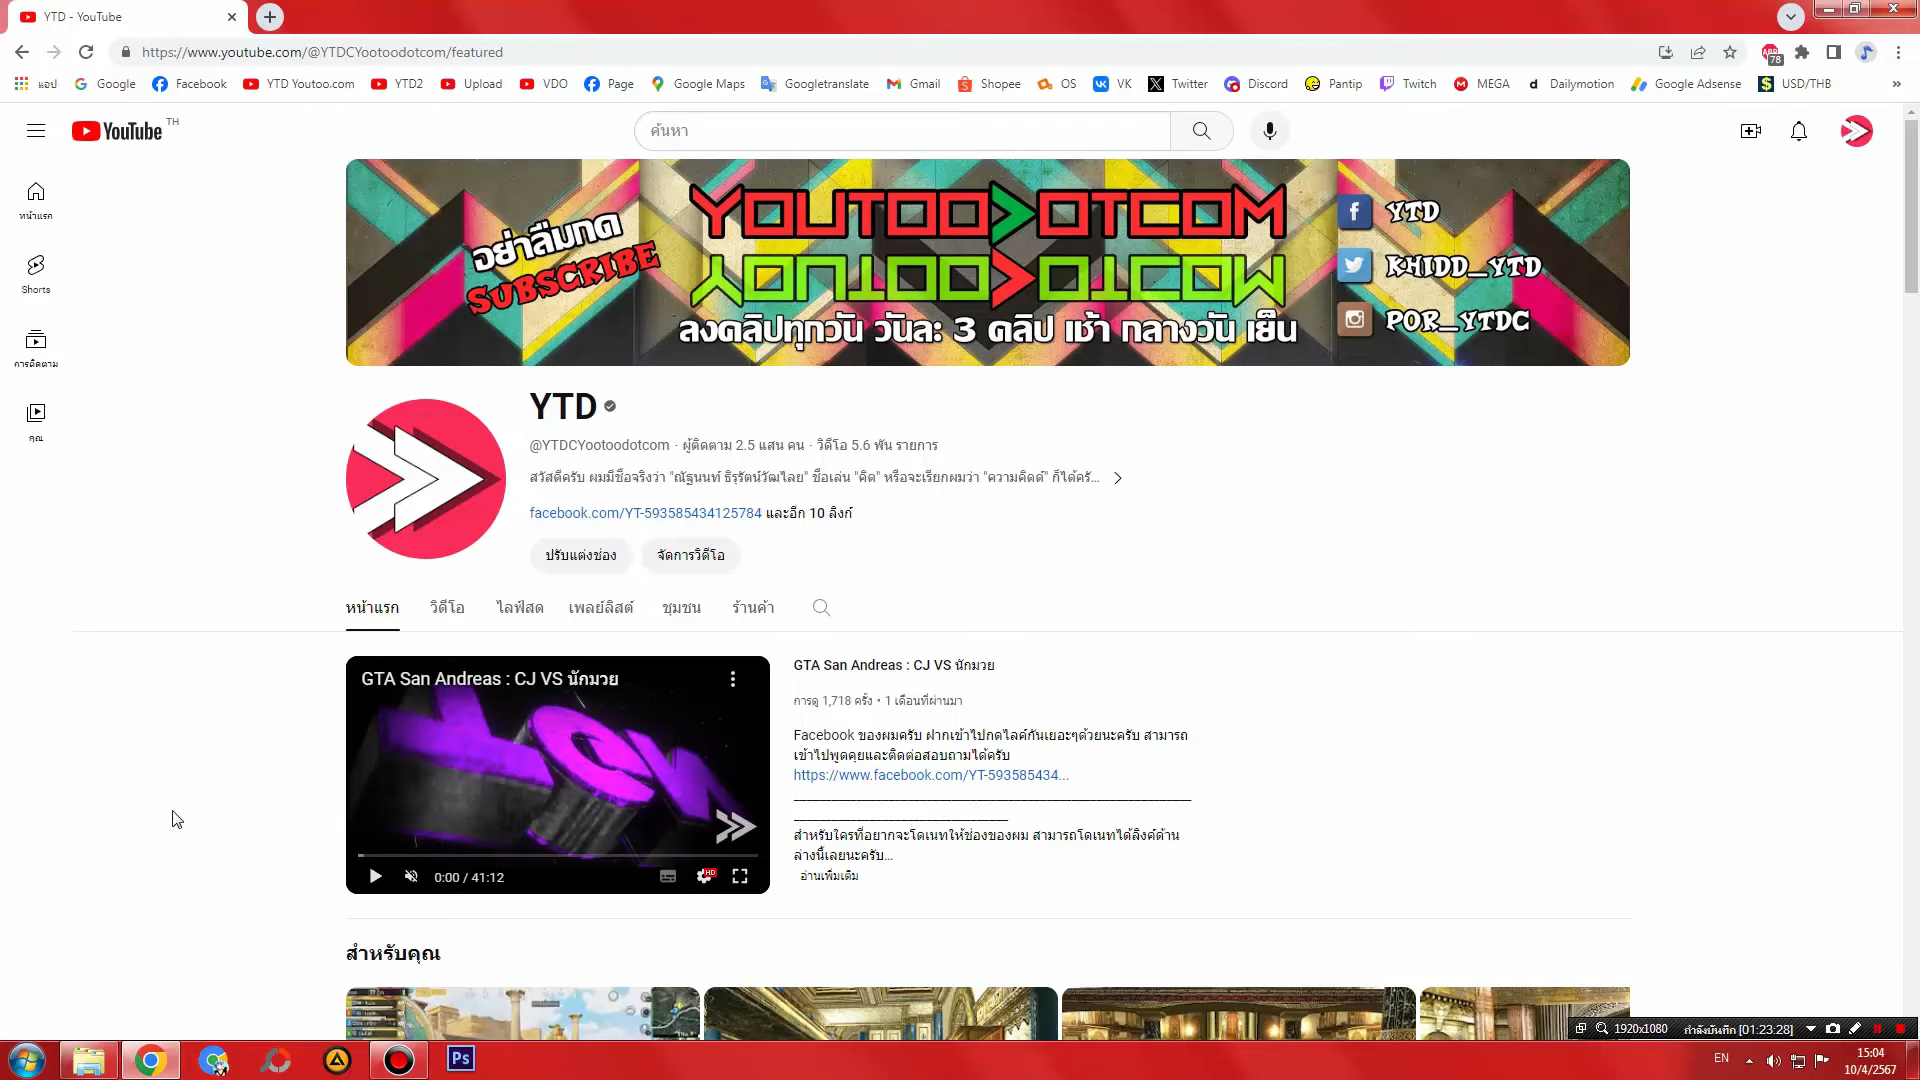 YTD - YouTube
https://www.youtube.com/@YTDCYootoodotcom/featured
78
แอป
Google
Facebook
YTD Youtoo.com
YTD2
Upload
VDO
Page
Google Maps
Googletranslate
Gmail
Shopee
OS
VK
Twitter
Discord
Pantip
Twitch
MEGA
Dailymotion
Google Adsense
USD/THB
YouTube TH
ค้นหา
หน้าแรก
Shorts
การติดตาม
คุณ
อย่าลืมกด
SUBSCRIBE
YOUTOO>OTCOM
YOUTOO>OTCOM
ลงคลิปทุกวัน วันละ 3 คลิป เช้า กลางวัน เย็น
YTD
KHIDD_YTD
POR_YTDC
YTD
@YTDCYootoodotcom · ผู้ติดตาม 2.5 แสน คน · วิดีโอ 5.6 พัน รายการ
สวัสดีครับ ผมมีชื่อจริงว่า "ณัฐนนท์ ธิรุรัตน์วัฒไลย" ชื่อเล่น "คิด" หรือจะเรียกผมว่า "ความคิดด์" ก็ได้ครั...
facebook.com/YT-593585434125784 และอีก 10 ลิงก์
ปรับแต่งช่อง
จัดการวิดีโอ
หน้าแรก
วิดีโอ
ไลฟ์สด
เพลย์ลิสต์
ชุมชน
ร้านค้า
GTA San Andreas : CJ VS นักมวย
0:00 / 41:12
HD
GTA San Andreas : CJ VS นักมวย
การดู 1,718 ครั้ง • 1 เดือนที่ผ่านมา
Facebook ของผมครับ ฝากเข้าไปกดไลค์กันเยอะๆด้วยนะครับ สามารถ
เข้าไปพูดคุยและติดต่อสอบถามได้ครับ
https://www.facebook.com/YT-593585434...
สำหรับใครที่อยากจะโดเนทให้ช่องของผม สามารถโดเนทได้ลิงค์ด้าน
ล่างนี้เลยนะครับ...
อ่านเพิ่มเติม
สำหรับคุณ
1920x1080
กำลังบันทึก [01:23:28]
Ps
EN
15:04
10/4/2567